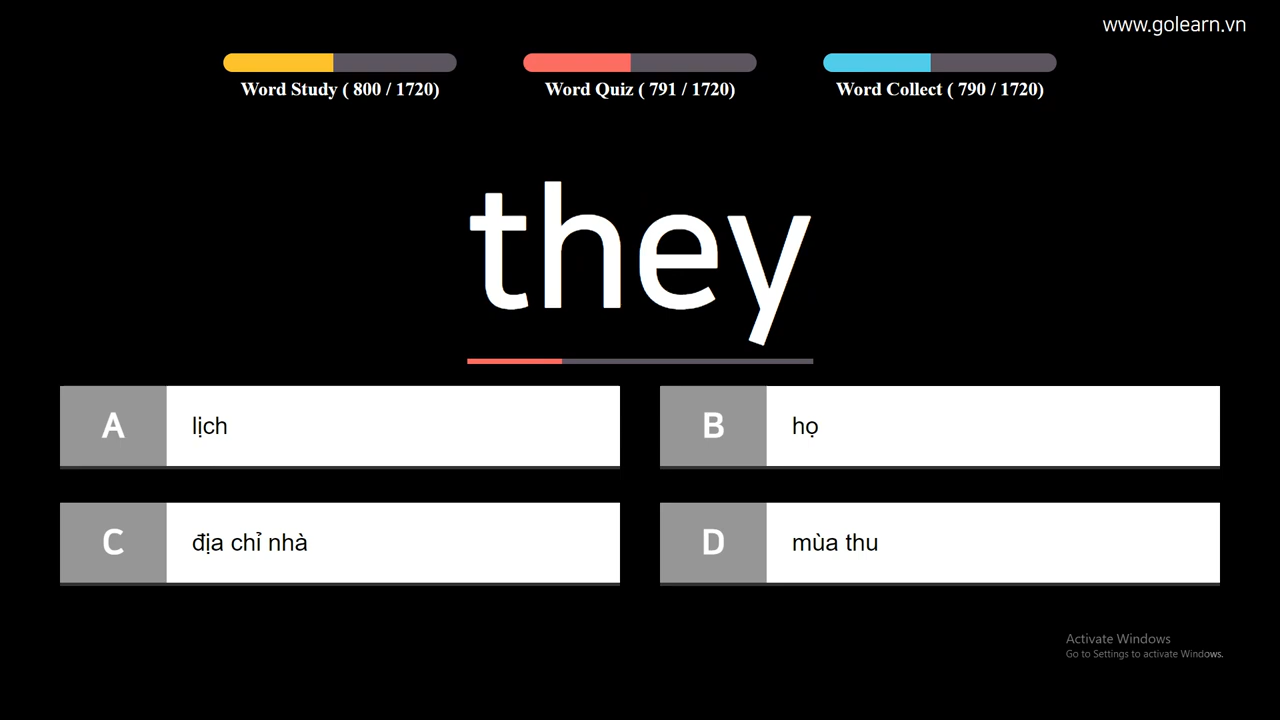 www.golearn.vn
Word Study ( 800 / 1720)
Word Quiz ( 791 / 1720)
Word Collect ( 790 / 1720)
they
A lịch
B họ
C địa chỉ nhà
D mùa thu
Activate Windows
Go to Settings to activate Windows.